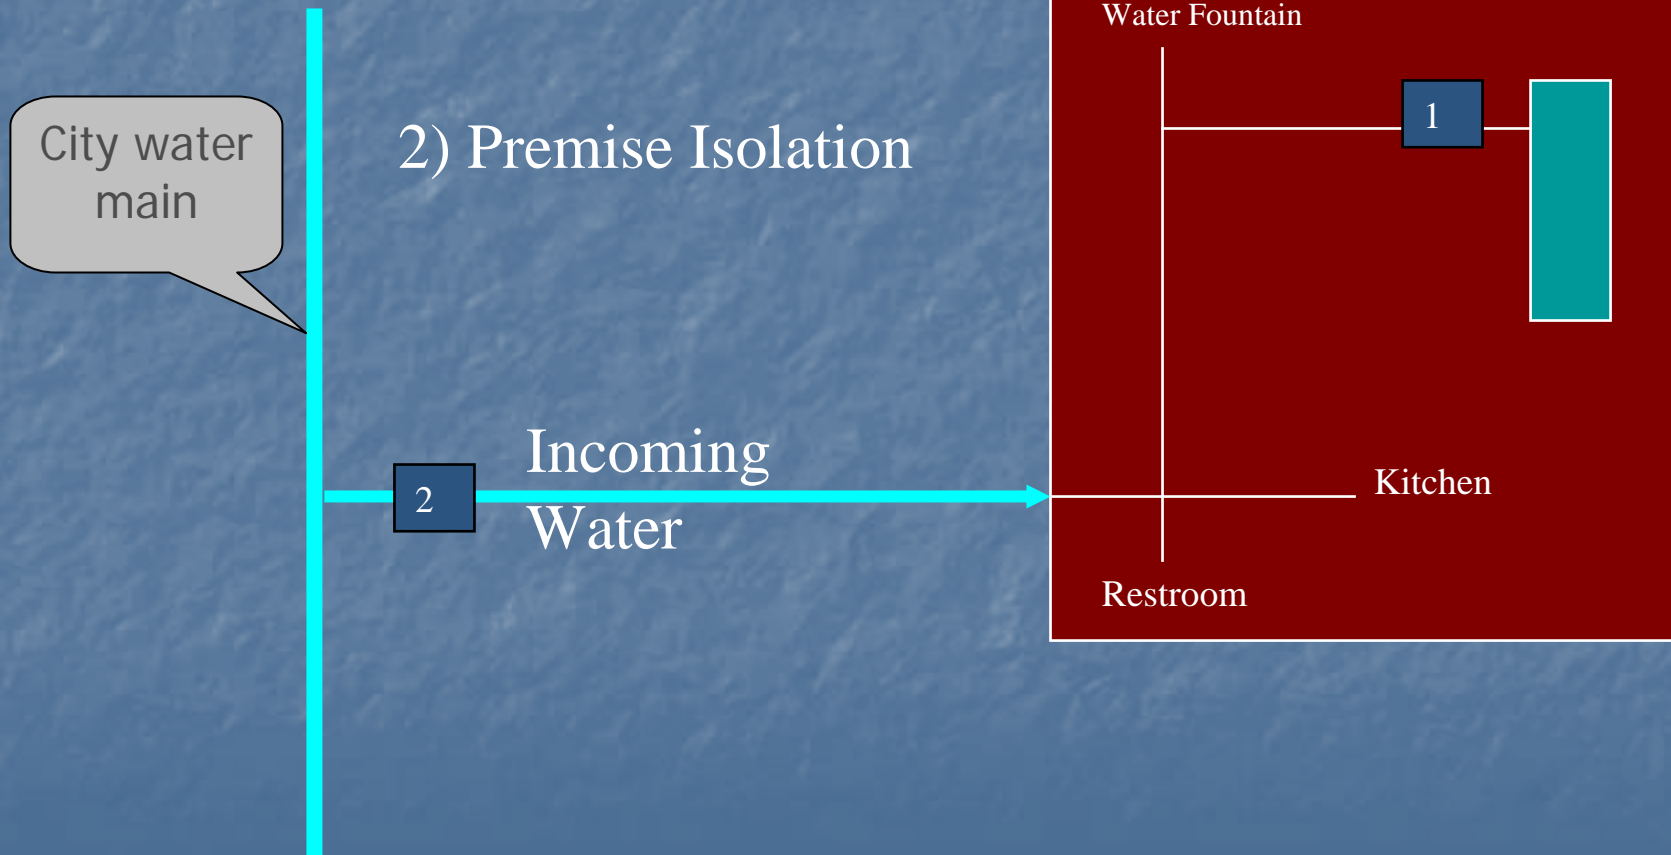 Water Fountain
1
City water
main
2) Premise Isolation
Incoming
Water
2
Kitchen
Restroom